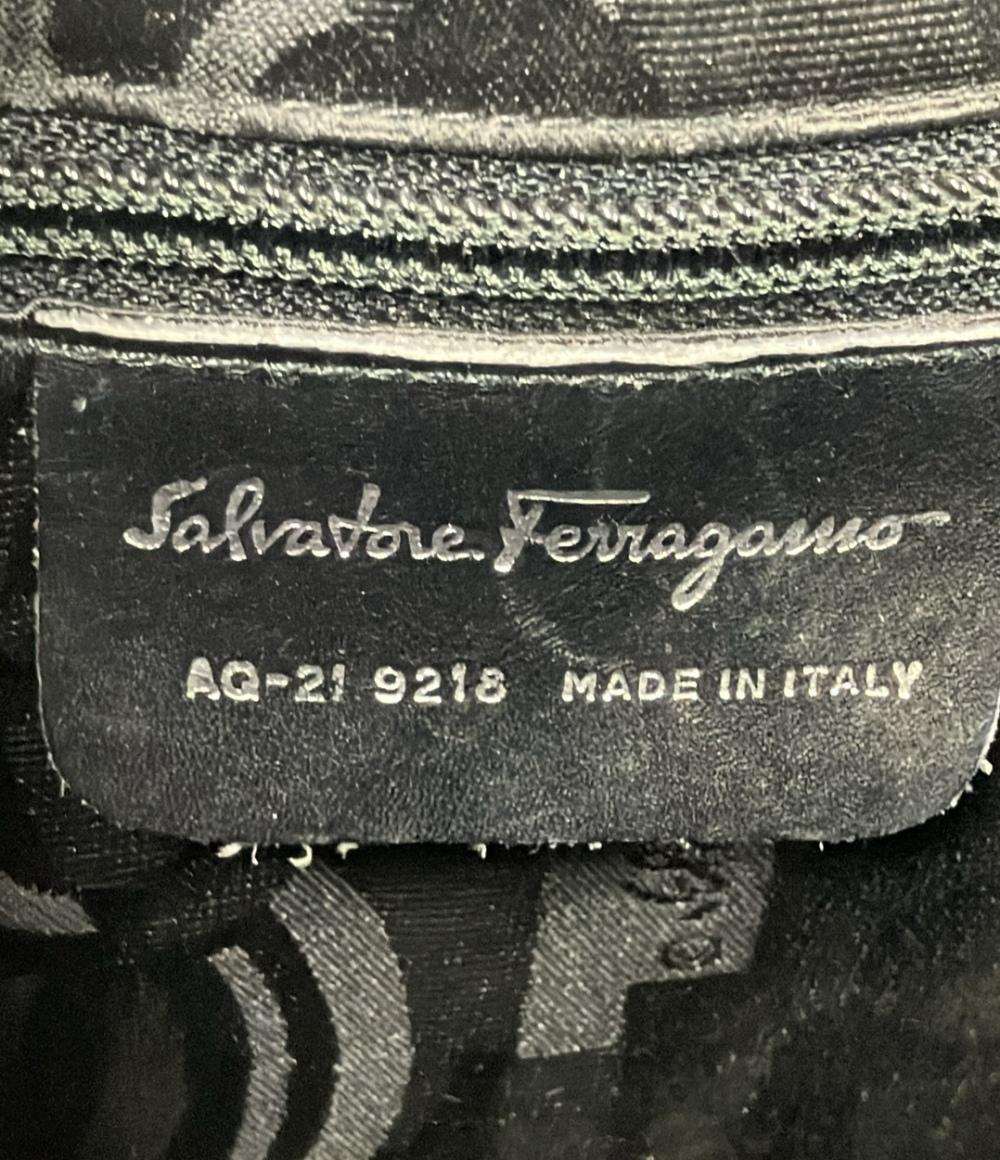 Salvatore Ferragamo
AQ-21 9218 MADE IN ITALY